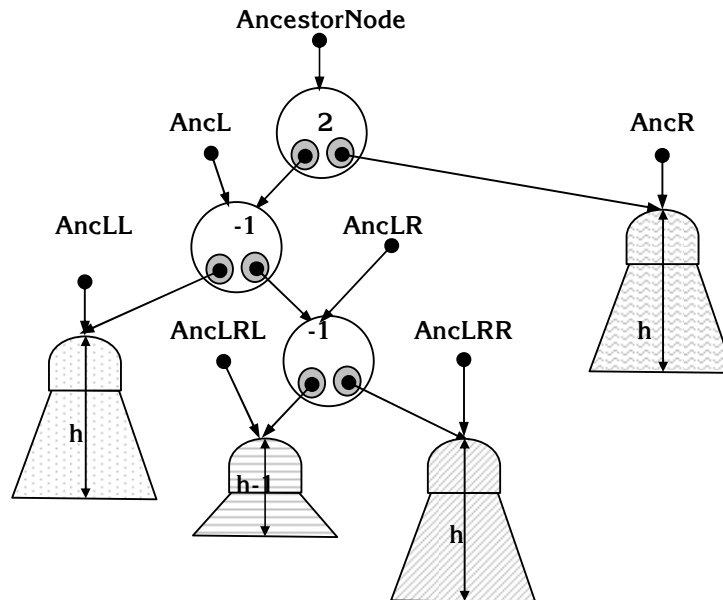 AncestorNode
2
AncL
AncR
-1
AncLL
AncLR
AncLRL
-1
AncLRR
h
h
h-1
h